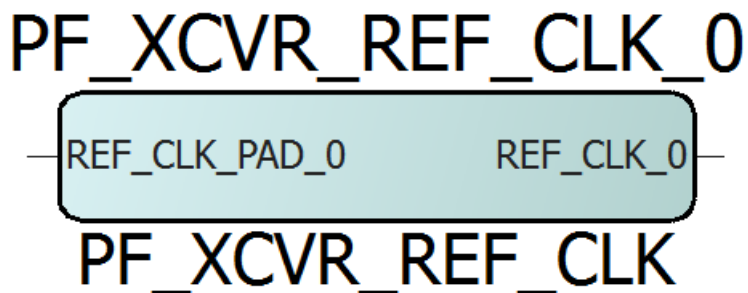 PF_XCVR_REF_CLK_0
REF_CLK_PAD_0 REF_CLK_0
PF_XCVR_REF_CLK